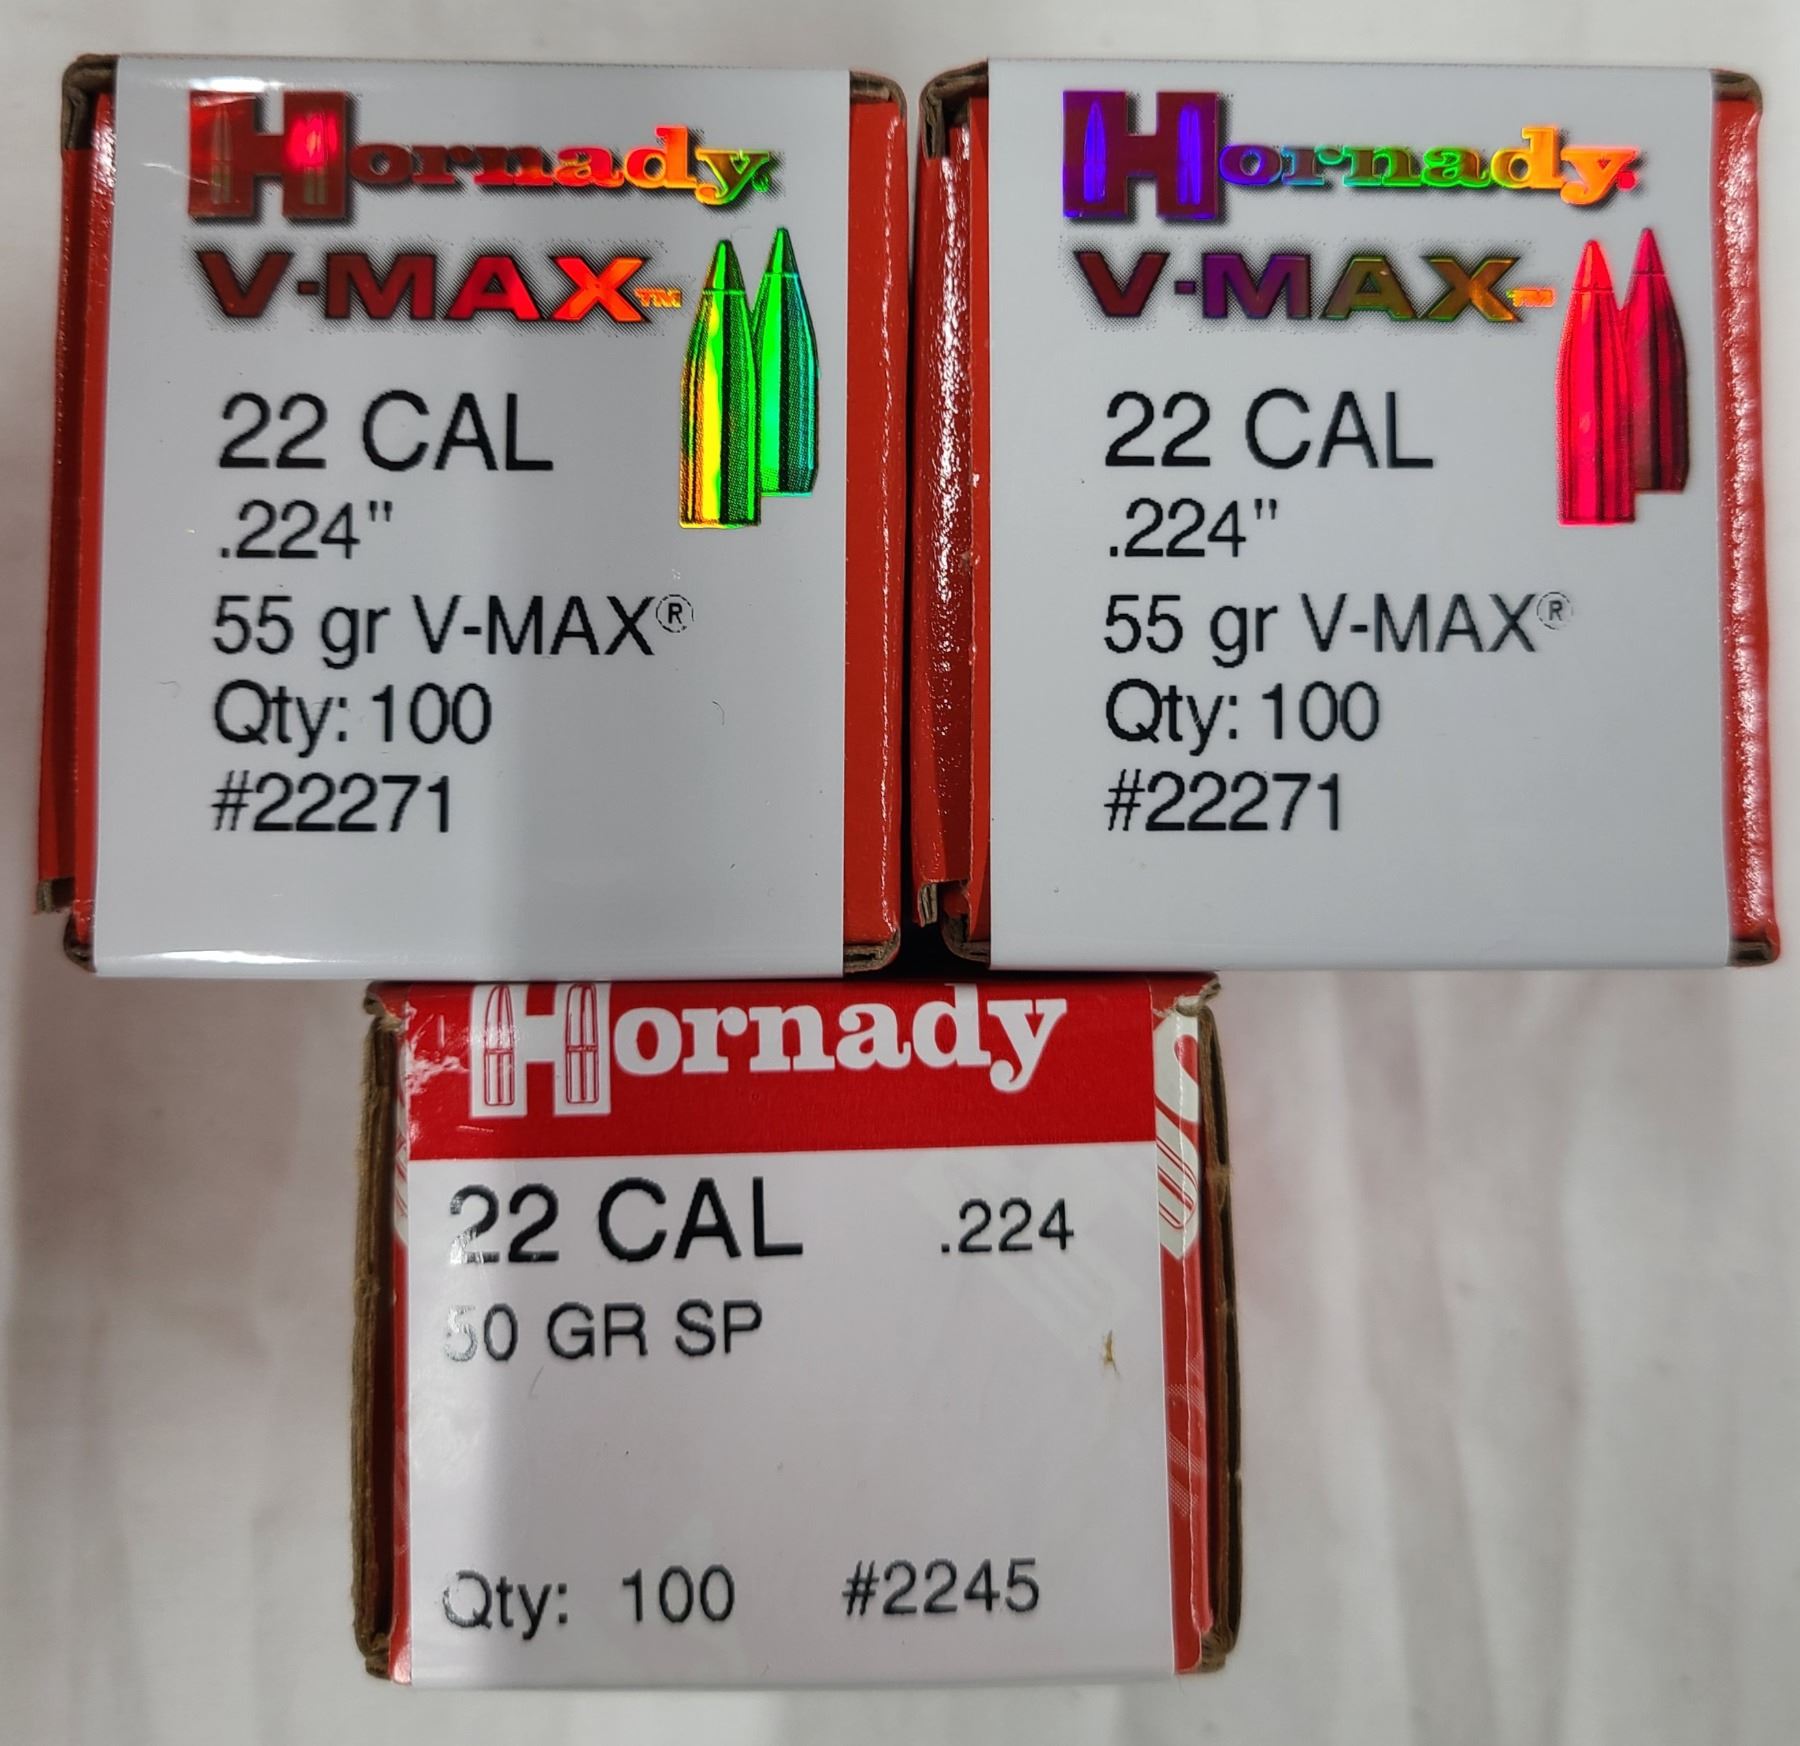 Hornady.
V-MAX™
22 CAL
.224"
55 gr V-MAX®
Qty: 100
#22271
Hornady.
V-MAX™
22 CAL
.224"
55 gr V-MAX®
Qty: 100
#22271
Hornady
22 CAL .224
50 GR SP
Qty: 100 #2245